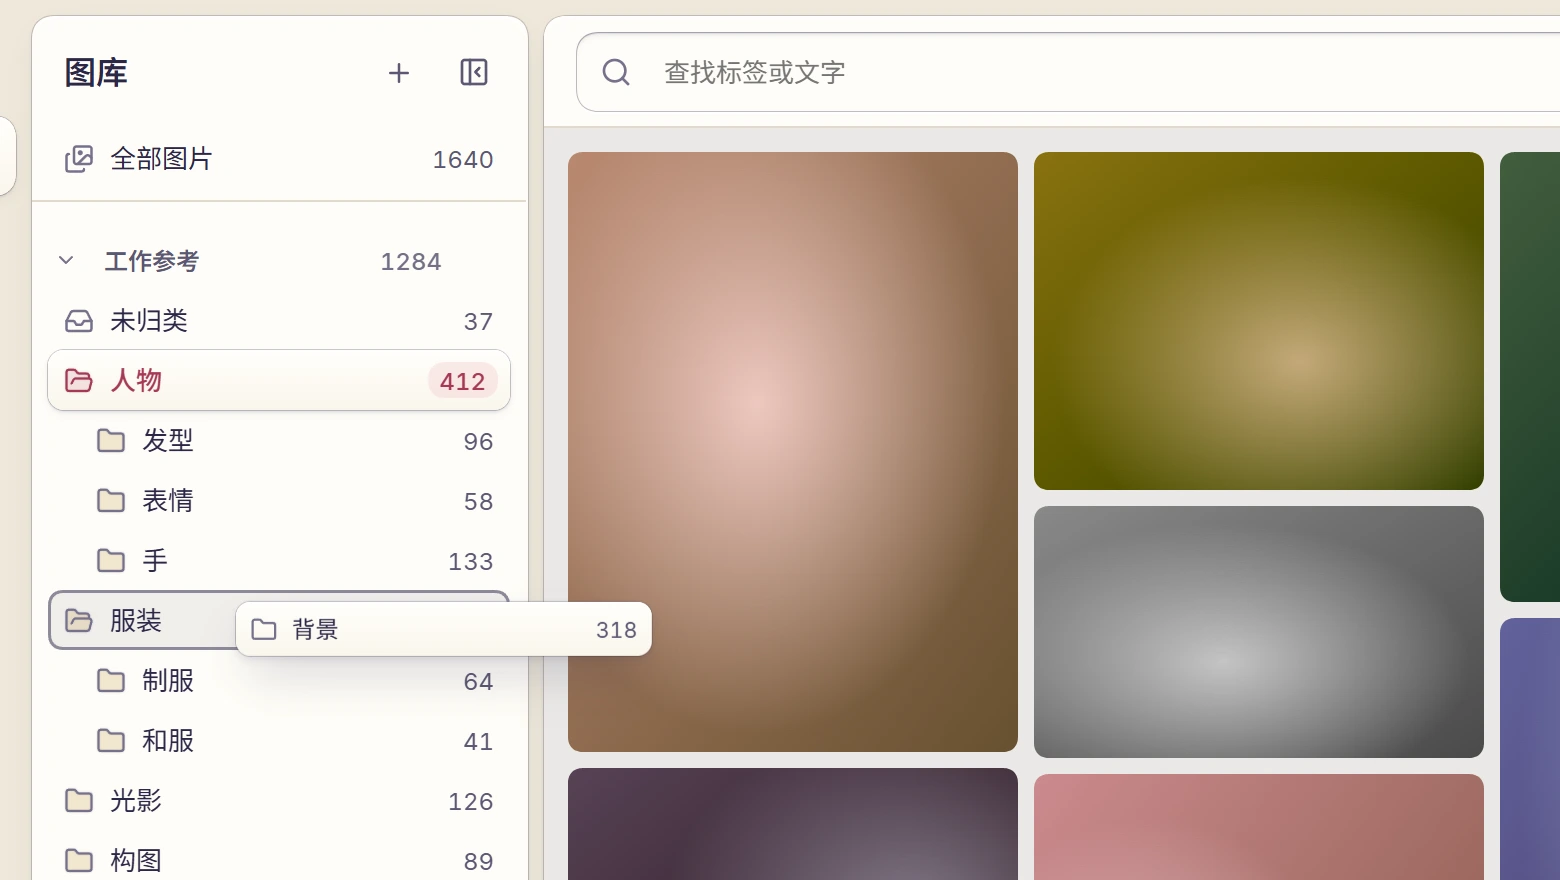 图库
查找标签或文字
全部图片 1640
工作参考 1284
未归类 37
人物 412
发型 96
表情 58
手 133
服装
背景 318
制服 64
和服 41
光影 126
构图 89